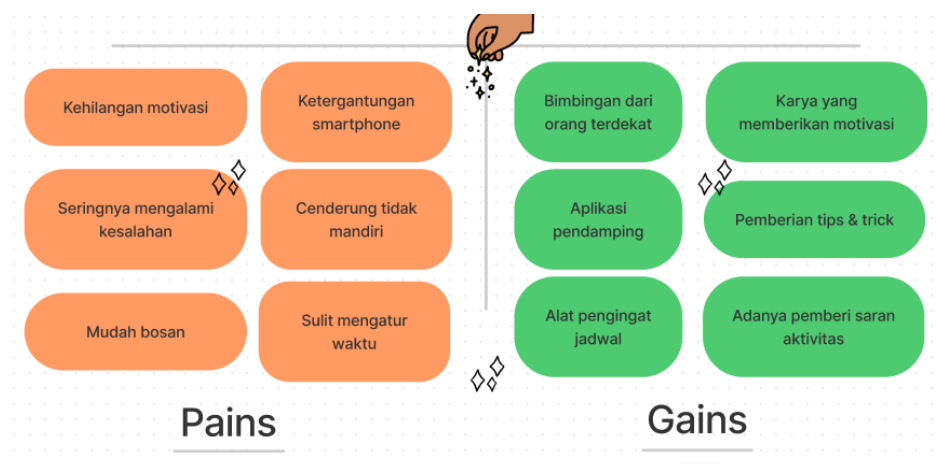 Kehilangan motivasi
Ketergantungan
smartphone
Seringnya mengalami
kesalahan
Cenderung tidak
mandiri
Mudah bosan
Sulit mengatur
waktu
Pains
Bimbingan dari
orang terdekat
Karya yang
memberikan motivasi
Aplikasi
pendamping
Pemberian tips & trick
Alat pengingat
jadwal
Adanya pemberi saran
aktivitas
Gains